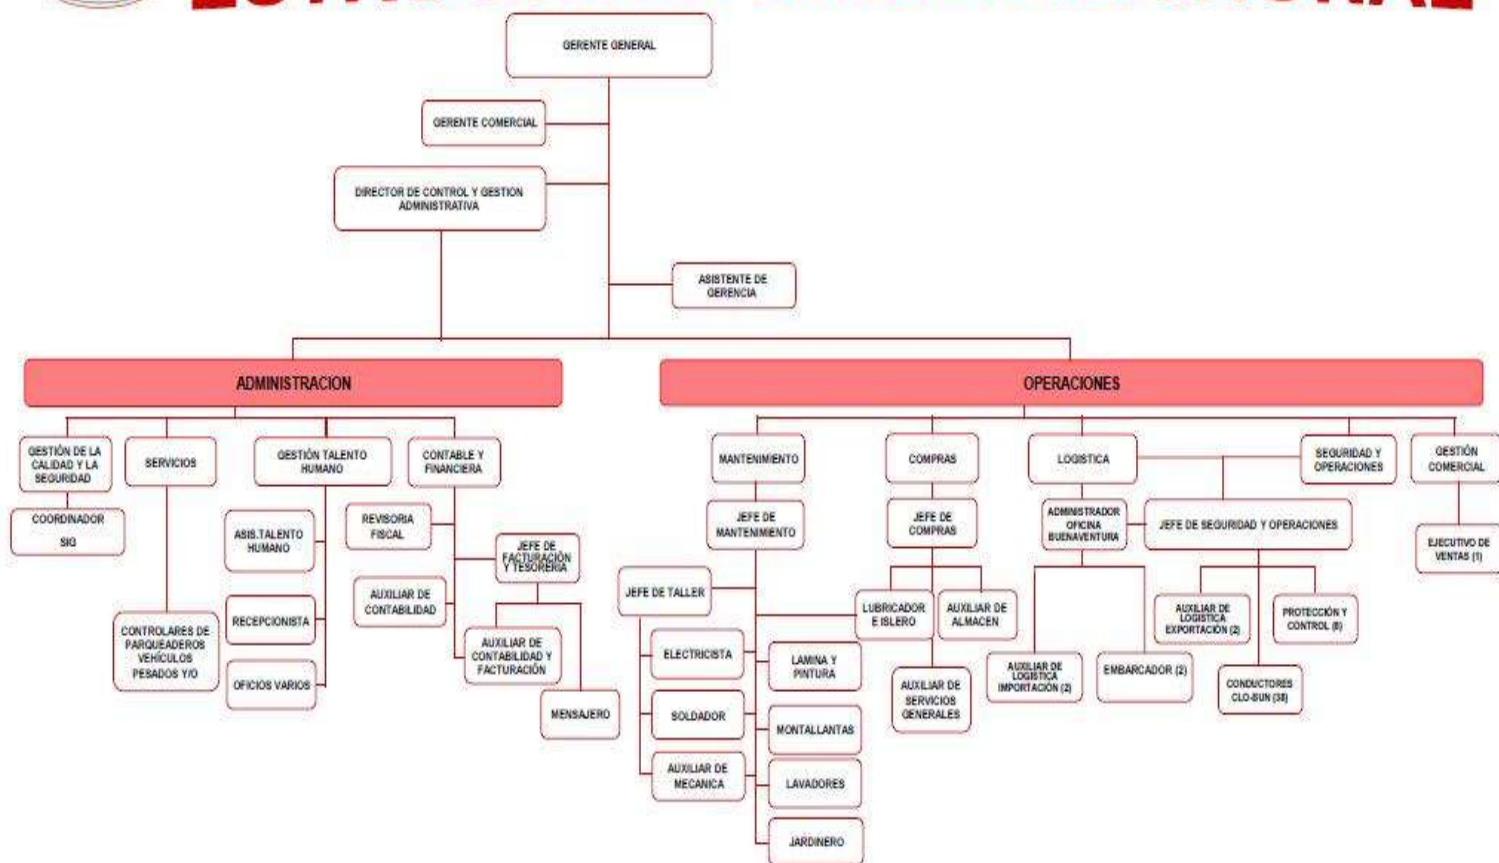 GERENTE GENERAL
GERENTE COMERCIAL
DIRECTOR DE CONTROL Y GESTION
ADMINISTRATIVA
ASISTENTE DE
GERENCIA
ADMINISTRACION
OPERACIONES
GESTIÓN DE LA
CALIDAD Y LA
SEGURIDAD
SERVICIOS
GESTIÓN TALENTO
HUMANO
CONTABLE Y
FINANCIERA
MANTENIMIENTO
COMPRAS
LOGISTICA
SEGURIDAD Y
OPERACIONES
GESTIÓN
COMERCIAL
COORDINADOR
SIG
ASIS.TALENTO
HUMANO
REVISORIA
FISCAL
JEFE DE
FACTURACIÓN
Y TESORERIA
JEFE DE
MANTENIMIENTO
JEFE DE
COMPRAS
ADMINISTRADOR
OFICINA
BUENAVENTURA
JEFE DE SEGURIDAD Y OPERACIONES
EJECUTIVO DE
VENTAS (1)
CONTROLARES DE
PARQUEADEROS
VEHÍCULOS
PESADOS Y/O
RECEPCIONISTA
OFICIOS VARIOS
AUXILIAR DE
CONTABILIDAD
AUXILIAR DE
CONTABILIDAD Y
FACTURACIÓN
MENSAJERO
JEFE DE TALLER
ELECTRICISTA
SOLDADOR
AUXILIAR DE
MECANICA
LUBRICADOR
E ISLERO
LAMINA Y
PINTURA
MONTALLANTAS
LAVADORES
JARDINERO
AUXILIAR DE
ALMACEN
AUXILIAR DE
SERVICIOS
GENERALES
AUXILIAR DE
LOGISTICA
IMPORTACIÓN (2)
EMBARCADOR (2)
AUXILIAR DE
LOGISTICA
EXPORTACIÓN (2)
PROTECCIÓN Y
CONTROL (8)
CONDUCTORES
CLO-BUN (38)